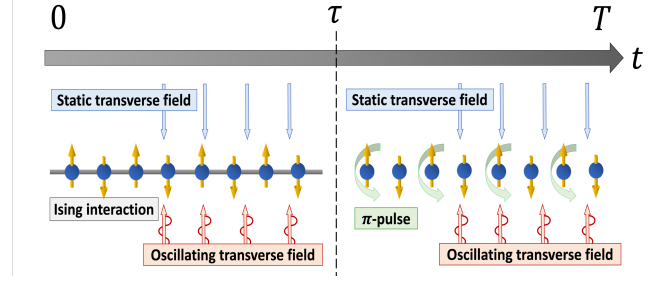 0
τ
T
t
Static transverse field
Static transverse field
Ising interaction
π-pulse
Oscillating transverse field
Oscillating transverse field